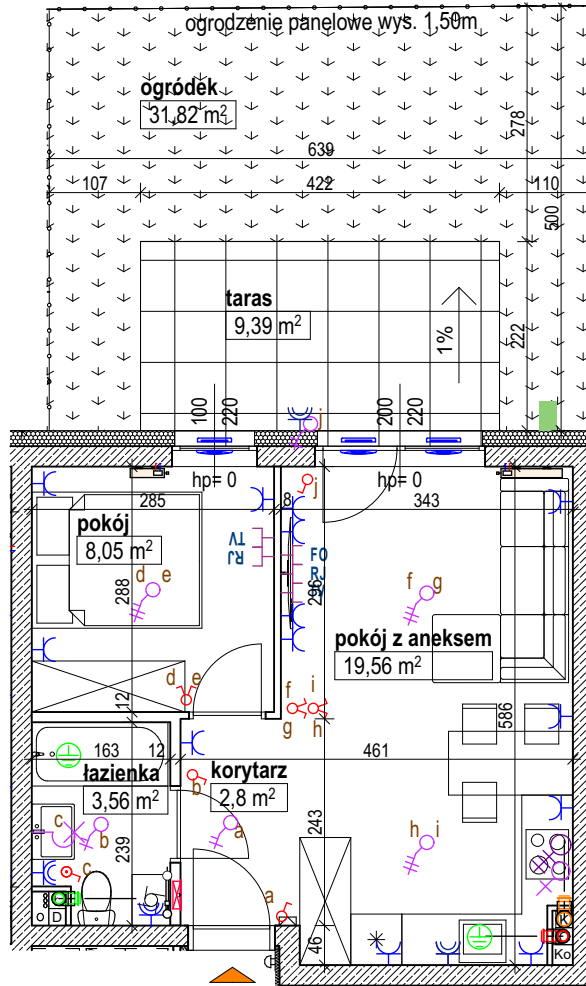 ogrodzenie panelowe wys. 1,50m
ogródek
31,82 m²
278
639
107
422
110
500
taras
9,39 m²
1%
222
100
220
200
220
j
hp= 0
hp= 0
285
8
j
343
pokój
8,05 m²
TV
RJ
FO
RJ
d e
288
296
f g
pokój z aneksem
19,56 m²
d e
f i
g h
12
586
163
12
461
łazienka
3,56 m²
korytarz
2,8 m²
b
c
b
a
239
243
h i
c
a
D
46
K
Ko